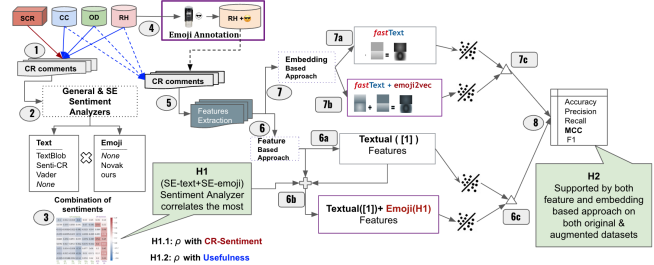 SCR
CC
OD
RH
4
RH +
Emoji Annotation
1
CR comments
CR comments
2
General & SE
Sentiment
Analyzers
5
Features
Extraction
Text
TextBlob
Senti-CR
Vader
None
Emoji
None
Novak
ours
3
Combination of
sentiments
H1
(SE-text+SE-emoji)
Sentiment Analyzer
correlates the most
H1.1: ρ with CR-Sentiment
H1.2: ρ with Usefulness
7
Embedding
Based
Approach
6
Feature
Based
Approach
7a
fastText
7b
fastText + emoji2vec
+
=
7c
6a
Textual ([1])
Features
6b
Textual([1])+ Emoji(H1)
Features
6c
8
Accuracy
Precision
Recall
MCC
F1
H2
Supported by both
feature and embedding
based approach on
both original &
augmented datasets